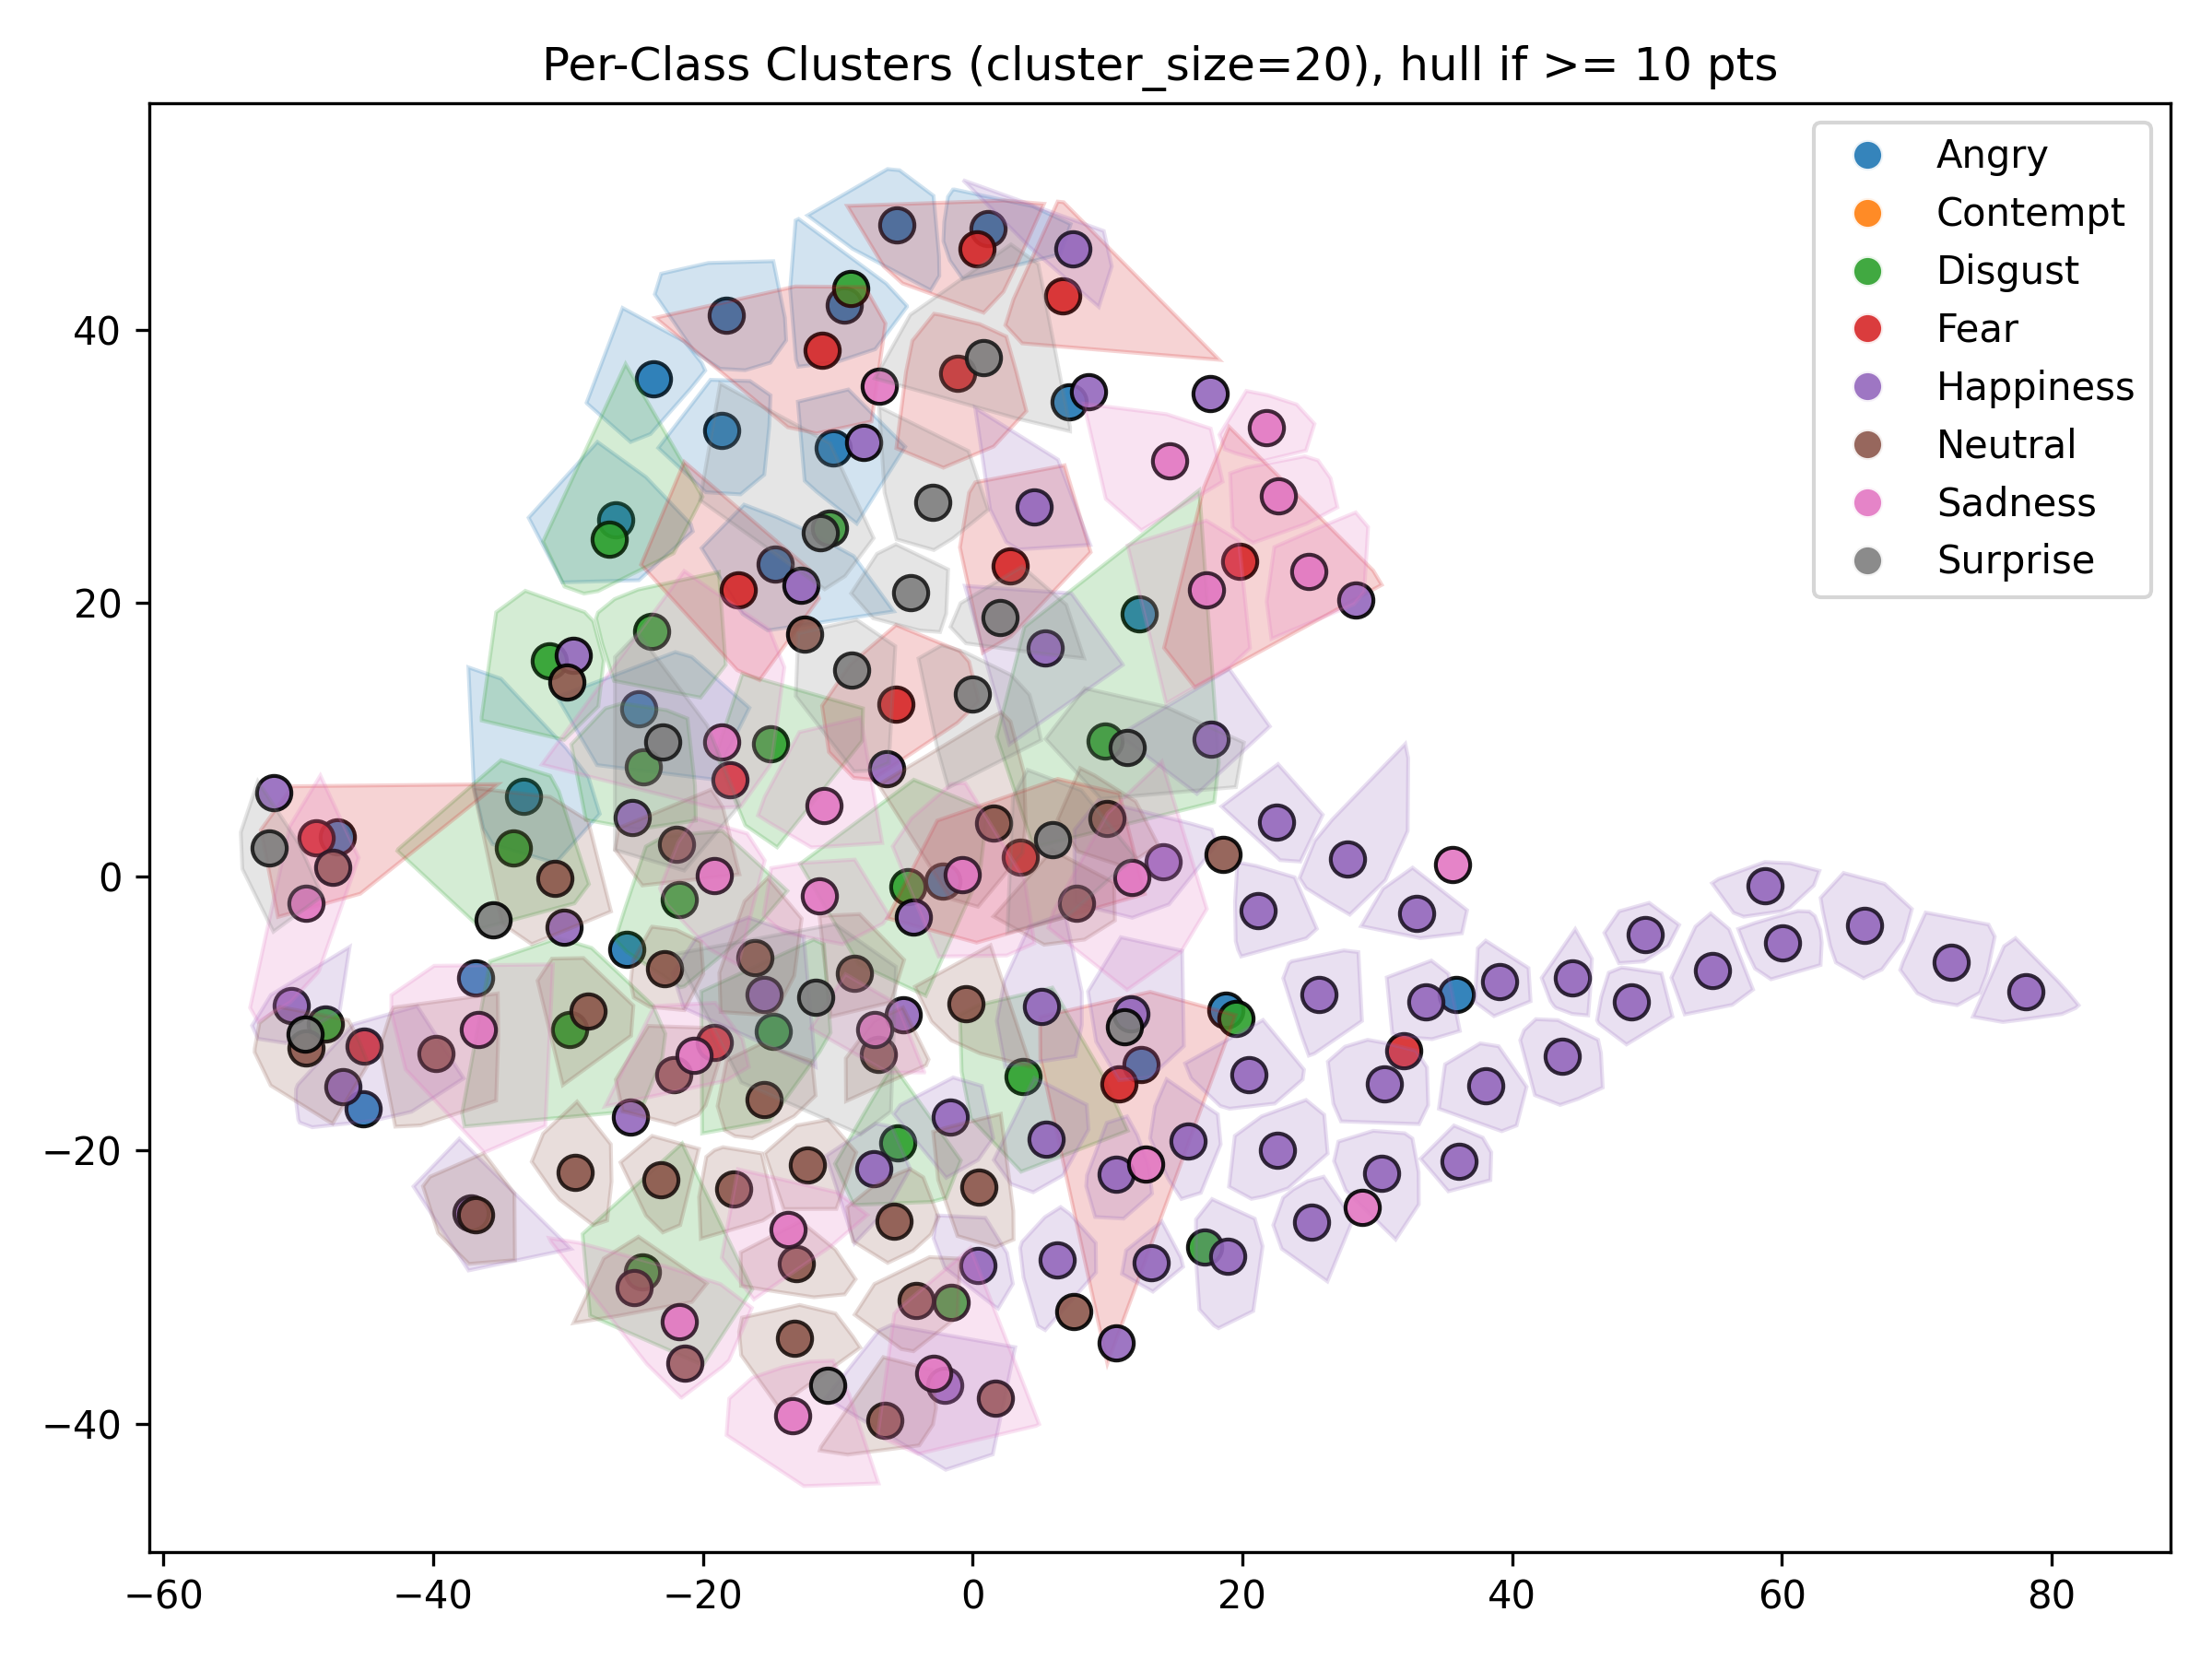 Per-Class Clusters (cluster_size=20), hull if >= 10 pts
Angry
Contempt
Disgust
Fear
Happiness
Neutral
Sadness
Surprise
40
20
0
−20
−40
−60 −40 −20 0 20 40 60 80